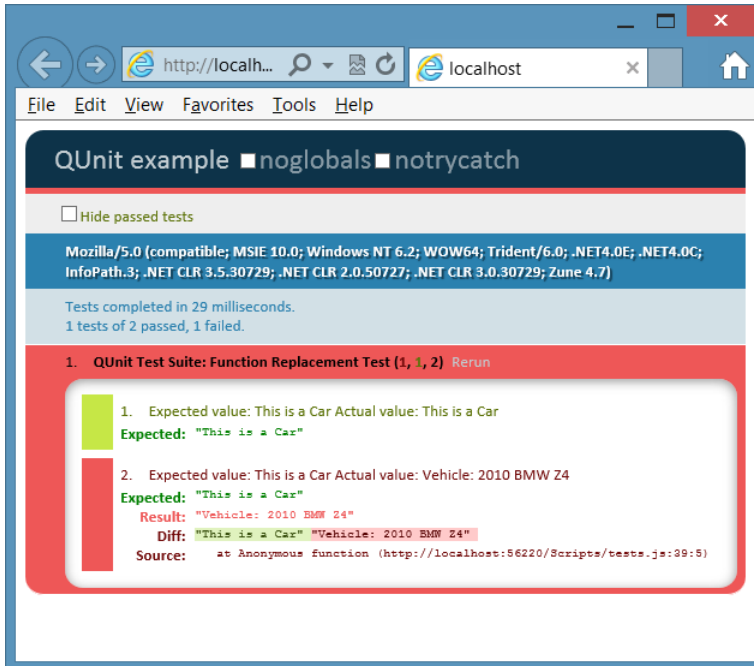 http://localh...
localhost
File Edit View Favorites Tools Help
QUnit example noglobals notrycatch
Hide passed tests
Mozilla/5.0 (compatible; MSIE 10.0; Windows NT 6.2; WOW64; Trident/6.0; .NET4.0E; .NET4.0C;
InfoPath.3; .NET CLR 3.5.30729; .NET CLR 2.0.50727; .NET CLR 3.0.30729; Zune 4.7)
Tests completed in 29 milliseconds.
1 tests of 2 passed, 1 failed.
1. QUnit Test Suite: Function Replacement Test (1, 1, 2) Rerun
1. Expected value: This is a Car Actual value: This is a Car
Expected: "This is a Car"
2. Expected value: This is a Car Actual value: Vehicle: 2010 BMW Z4
Expected: "This is a Car"
Result: "Vehicle: 2010 BMW Z4"
Diff: "This is a Car" "Vehicle: 2010 BMW Z4"
Source: at Anonymous function (http://localhost:56220/Scripts/tests.js:39:5)